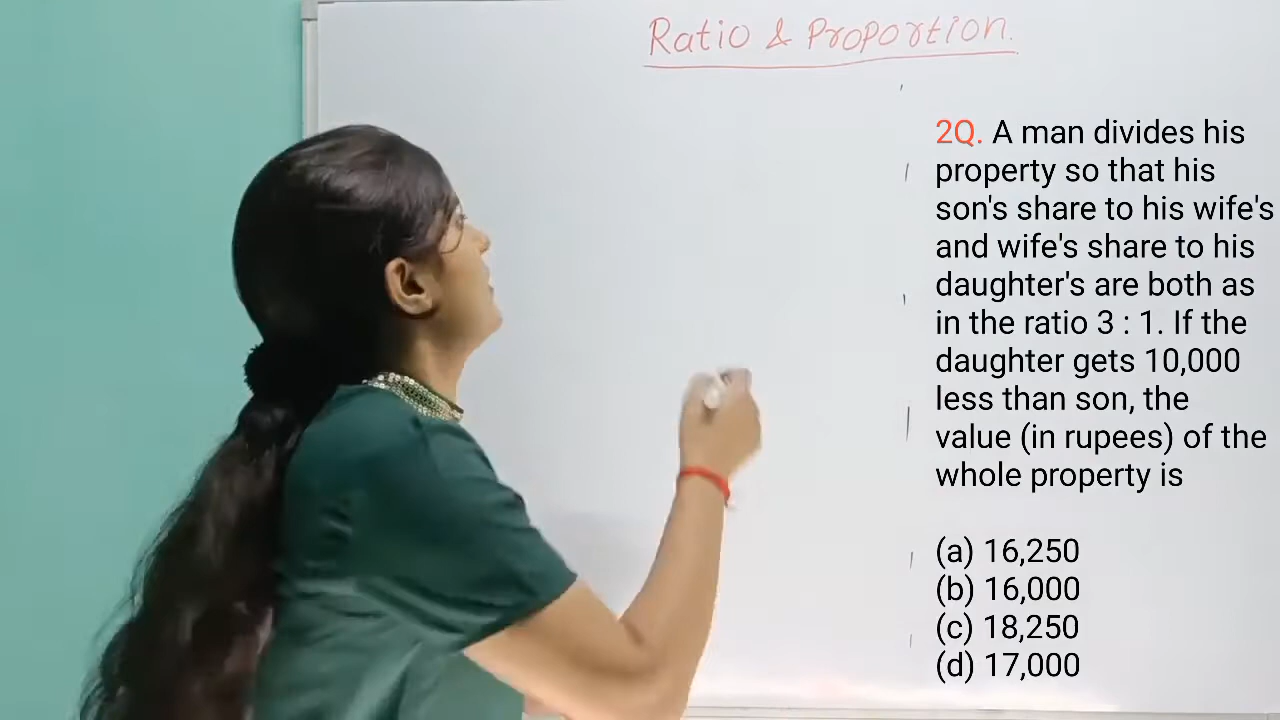 Ratio & Proportion.
2Q. A man divides his
property so that his
son's share to his wife's
and wife's share to his
daughter's are both as
in the ratio 3 : 1. If the
daughter gets 10,000
less than son, the
value (in rupees) of the
whole property is
(a) 16,250
(b) 16,000
(c) 18,250
(d) 17,000